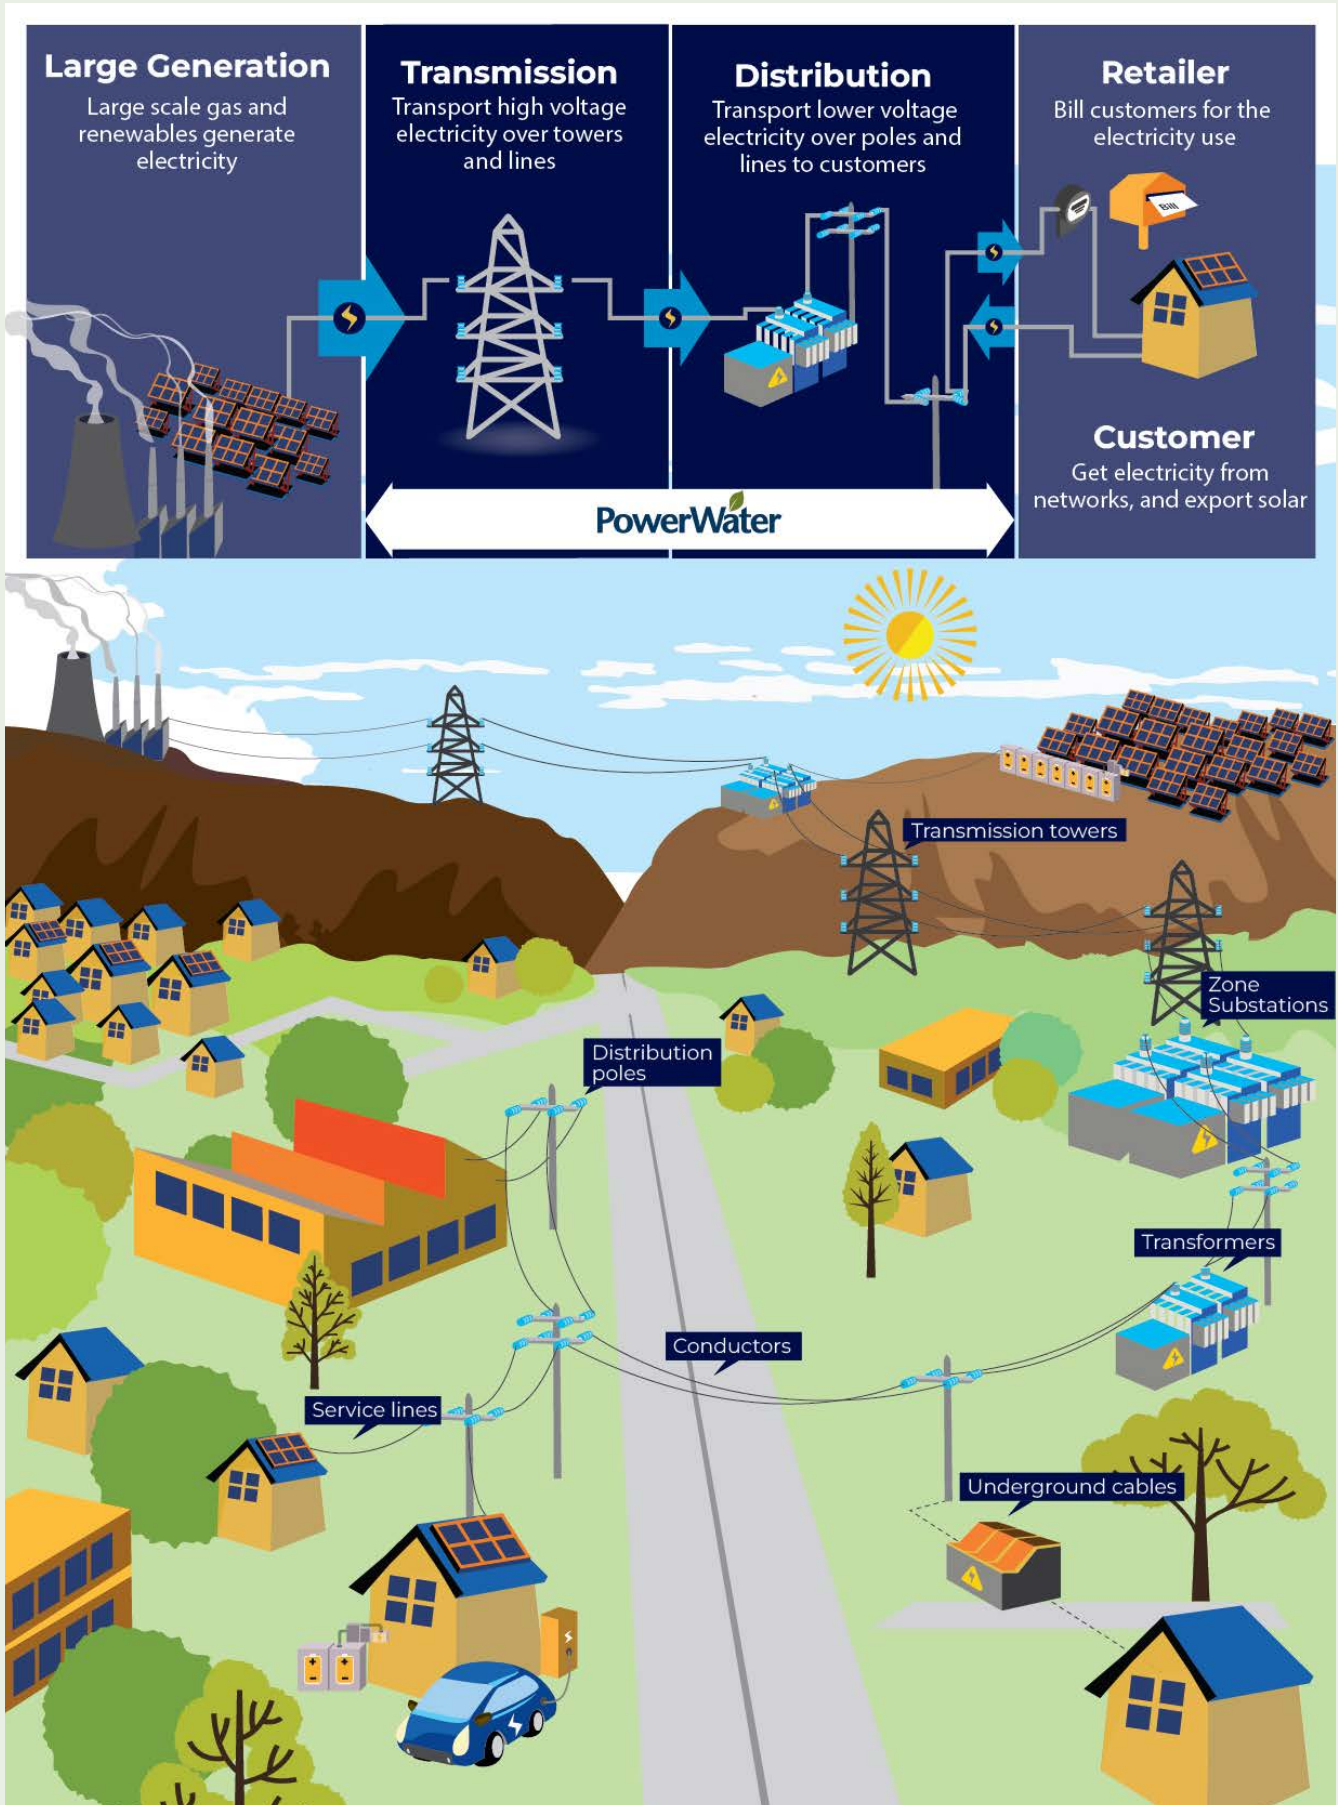 Large Generation
Large scale gas and
renewables generate
electricity
Transmission
Transport high voltage
electricity over towers
and lines
Distribution
Transport lower voltage
electricity over poles and
lines to customers
Retailer
Bill customers for the
electricity use
Bill
Customer
Get electricity from
networks, and export solar
PowerWater
Transmission towers
Zone
Substations
Distribution
poles
Transformers
Conductors
Service lines
Underground cables